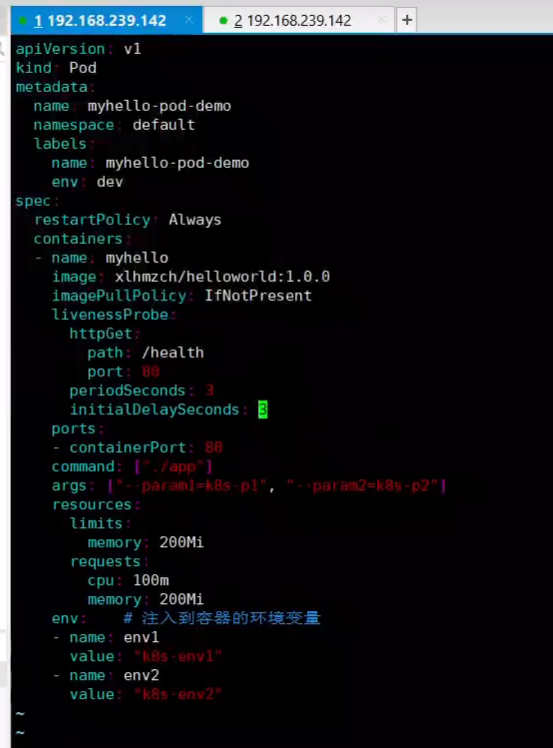 1 192.168.239.142 × 2 192.168.239.142 × +
apiVersion: v1
kind: Pod
metadata:
  name: myhello-pod-demo
  namespace: default
  labels:
    name: myhello-pod-demo
    env: dev
spec:
  restartPolicy: Always
  containers:
  - name: myhello
    image: xlhmzch/helloworld:1.0.0
    imagePullPolicy: IfNotPresent
    livenessProbe:
      httpGet:
        path: /health
        port: 80
      periodSeconds: 3
      initialDelaySeconds: 3
    ports:
    - containerPort: 80
    command: ["./app"]
    args: ["--param1=k8s-p1", "--param2=k8s-p2"]
    resources:
      limits:
        memory: 200Mi
      requests:
        cpu: 100m
        memory: 200Mi
    env:    # 注入到容器的环境变量
    - name: env1
      value: "k8s-env1"
    - name: env2
      value: "k8s-env2"
~
~